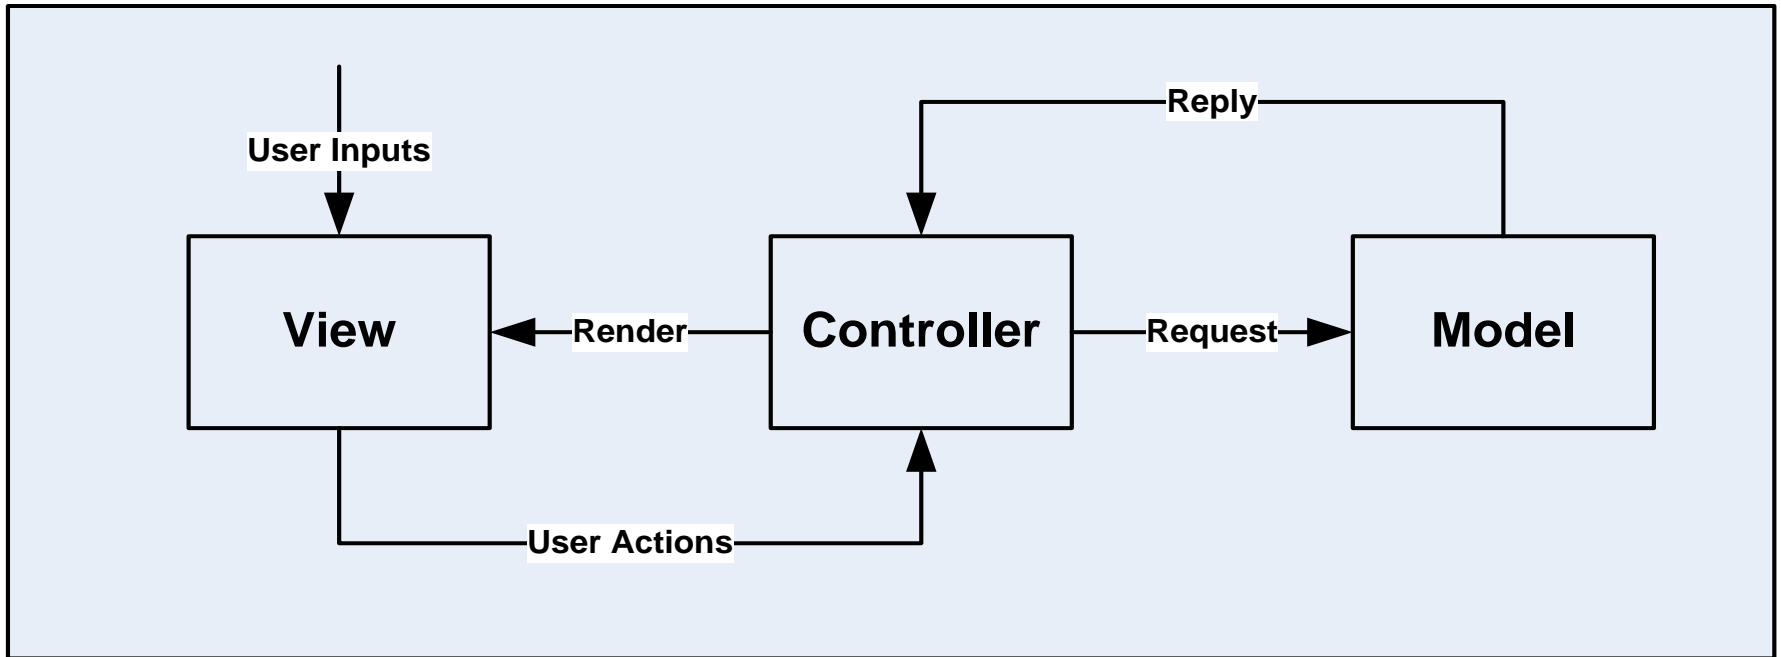 Reply
User Inputs
View
Render
Controller
Request
Model
User Actions